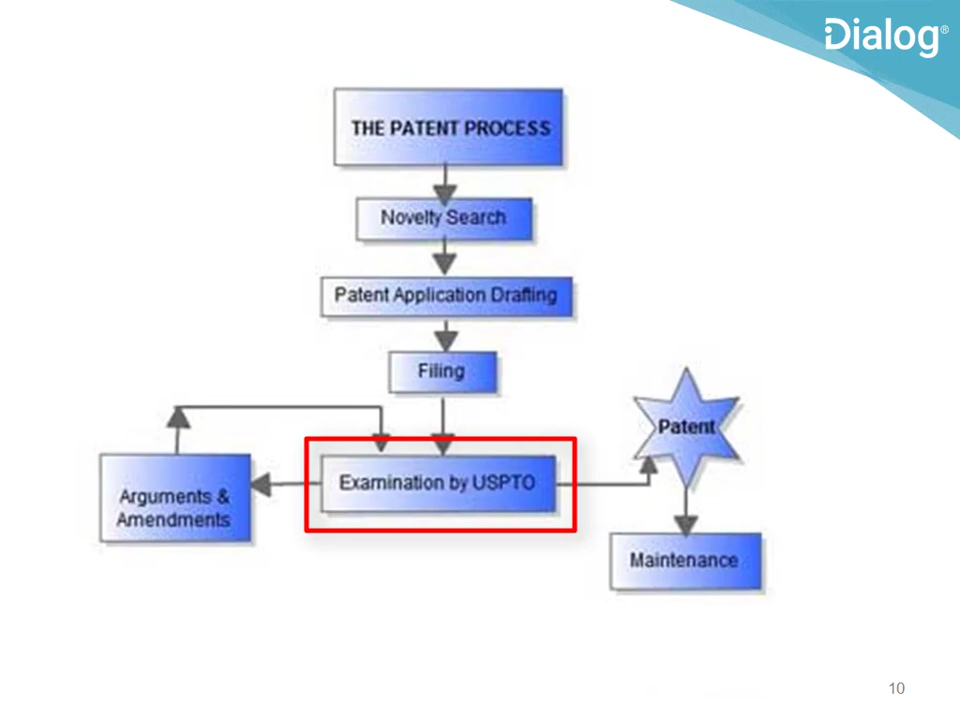 Dialog®
THE PATENT PROCESS
Novelty Search
Patent Application Drafting
Filing
Patent
Examination by USPTO
Arguments &
Amendments
Maintenance
10